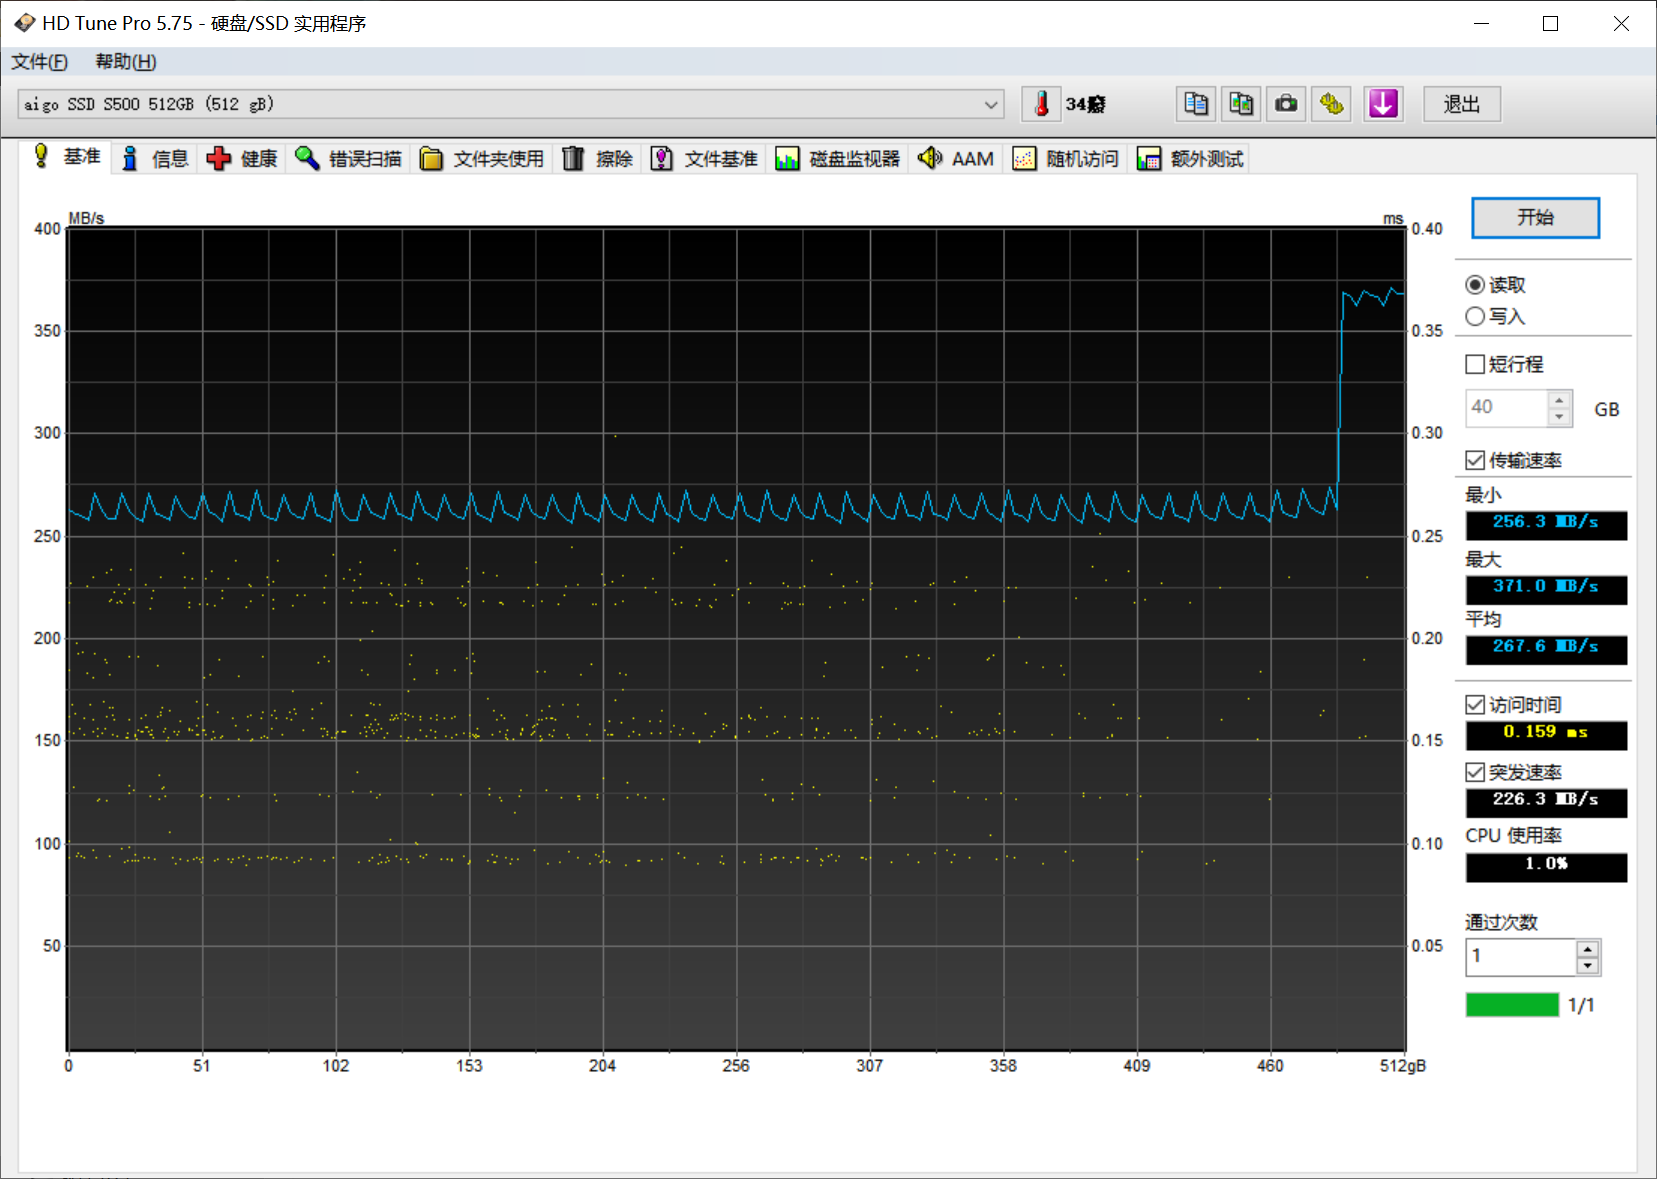 HD Tune Pro 5.75 - 硬盘/SSD 实用程序
文件(F) 帮助(H)
aigo SSD S500 512GB (512 gB)
34癈
退出
基准 信息 健康 错误扫描 文件夹使用 擦除 文件基准 磁盘监视器 AAM 随机访问 额外测试
MB/s ms
400 0.40
350 0.35
300 0.30
250 0.25
200 0.20
150 0.15
100 0.10
50 0.05
0 51 102 153 204 256 307 358 409 460 512gB
开始
读取
写入
短行程
40 GB
传输速率
最小
256.3 MB/s
最大
371.0 MB/s
平均
267.6 MB/s
访问时间
0.159 ms
突发速率
226.3 MB/s
CPU 使用率
1.0%
通过次数
1
1/1